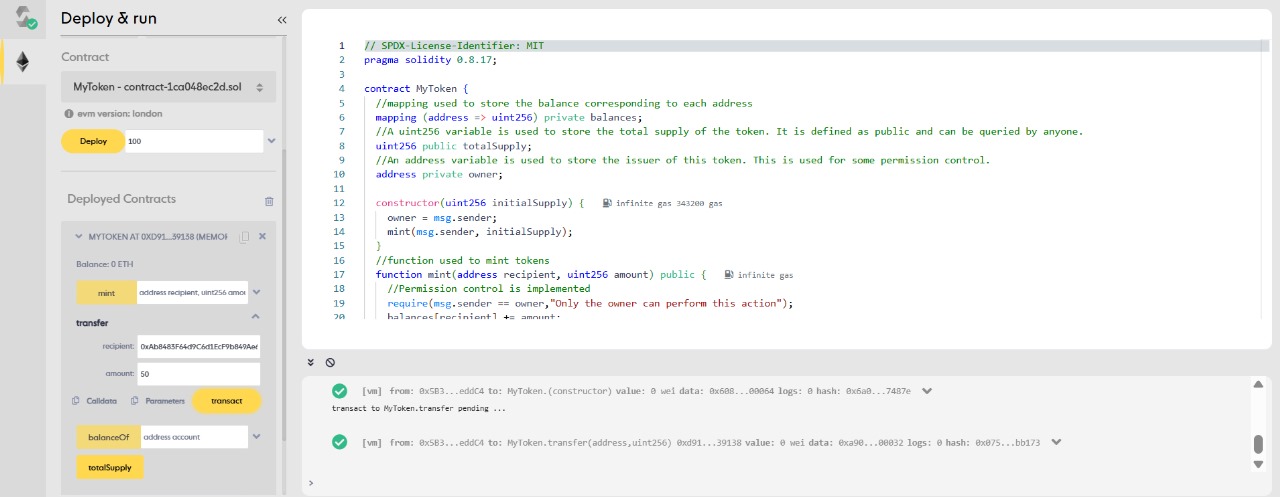 Deploy & run
Contract
MyToken - contract-1ca048ec2d.sol
evm version: london
Deploy 100
Deployed Contracts
MYTOKEN AT 0XD91...39138 (MEMOR
Balance: 0 ETH
mint address recipient, uint256 amou
transfer
recipient: 0xAb8483F64d9C6d1EcF9b849Ae
amount: 50
Calldata Parameters transact
balanceOf address account
totalSupply
1 // SPDX-License-Identifier: MIT
2 pragma solidity 0.8.17;
3
4 contract MyToken {
5 //mapping used to store the balance corresponding to each address
6 mapping (address => uint256) private balances;
7 //A uint256 variable is used to store the total supply of the token. It is defined as public and can be queried by anyone.
8 uint256 public totalSupply;
9 //An address variable is used to store the issuer of this token. This is used for some permission control.
10 address private owner;
11
12 constructor(uint256 initialSupply) { infinite gas 343200 gas
13 owner = msg.sender;
14 mint(msg.sender, initialSupply);
15 }
16 //function used to mint tokens
17 function mint(address recipient, uint256 amount) public { infinite gas
18 //Permission control is implemented
19 require(msg.sender == owner,"Only the owner can perform this action");
20 balances[recipient] += amount;
[vm] from: 0x5B3...eddC4 to: MyToken.(constructor) value: 0 wei data: 0x608...00064 logs: 0 hash: 0x6a0...7487e
transact to MyToken.transfer pending ...
[vm] from: 0x5B3...eddC4 to: MyToken.transfer(address,uint256) 0xd91...39138 value: 0 wei data: 0xa90...00032 logs: 0 hash: 0x075...bb173
>